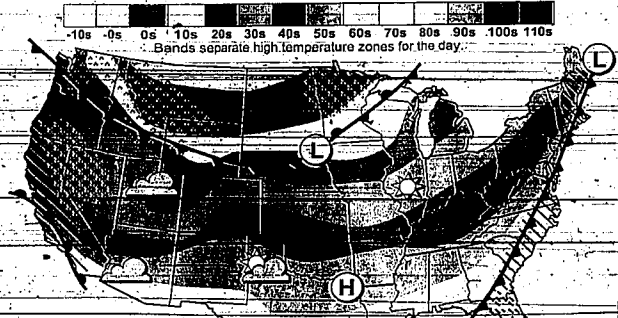 -10s -0s 0s 10s 20s 30s 40s 50s 60s 70s 80s 90s 100s 110s
Bands separate high temperature zones for the day.
L
L
H